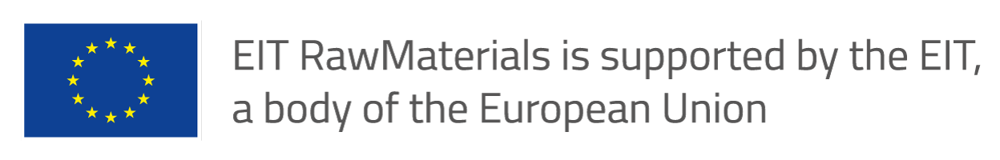 EIT RawMaterials is supported by the EIT,
a body of the European Union